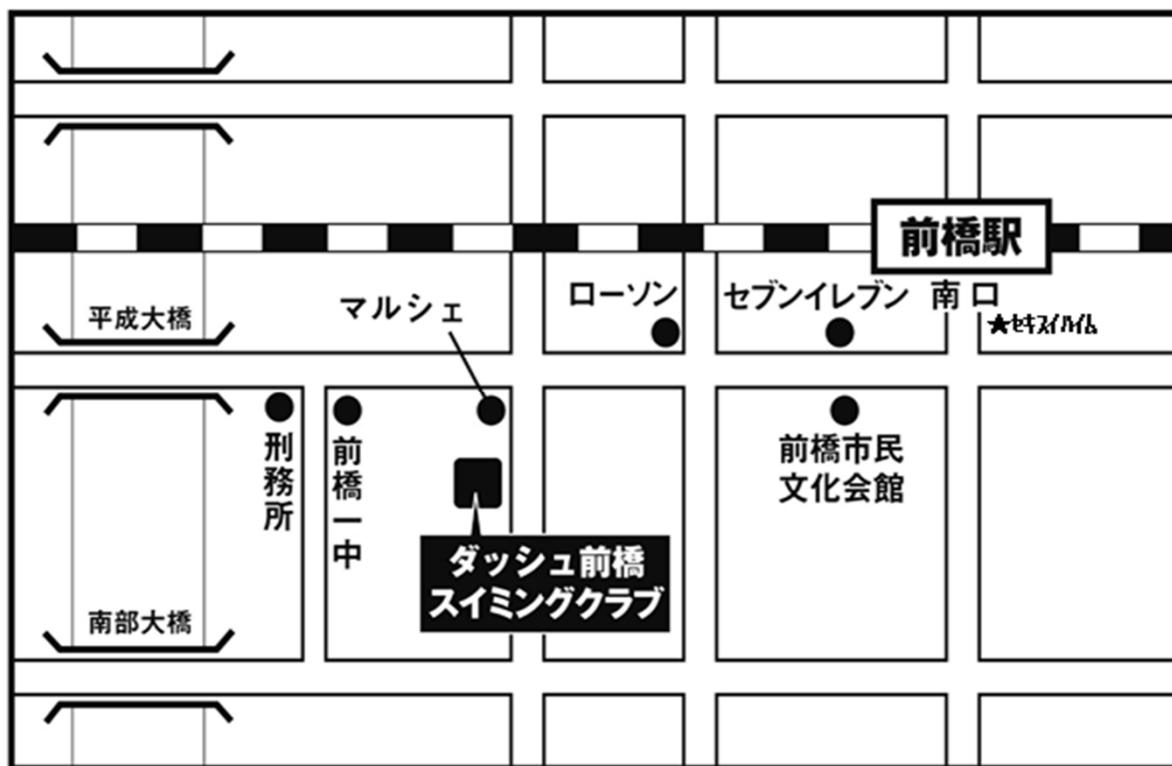 前橋駅
ローソン
セブンイレブン
南口
★セキスイハイム
マルシェ
平成大橋
刑務所
前橋一中
前橋市民
文化会館
ダッシュ前橋
スイミングクラブ
南部大橋